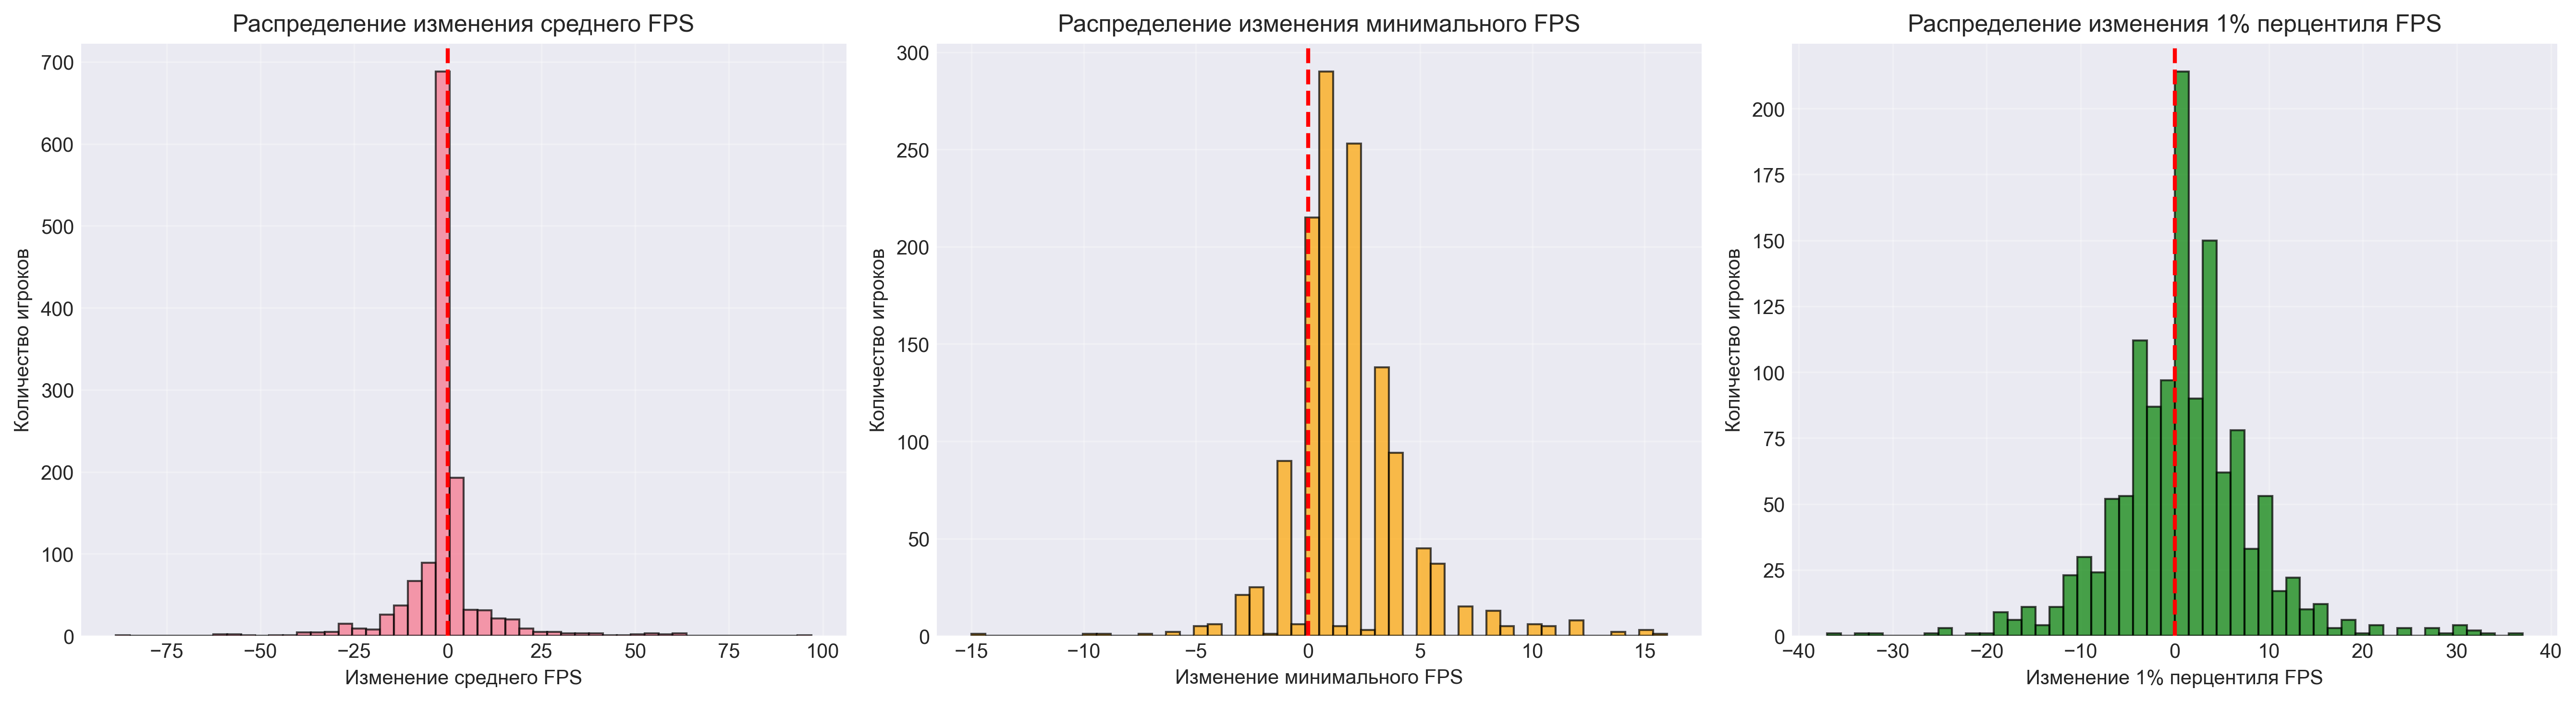 Распределение изменения среднего FPS
700
600
500
400
300
200
100
0
Количество игроков
−75 −50 −25 0 25 50 75 100
Изменение среднего FPS
Распределение изменения минимального FPS
300
250
200
150
100
50
0
Количество игроков
−15 −10 −5 0 5 10 15
Изменение минимального FPS
Распределение изменения 1% перцентиля FPS
200
175
150
125
100
75
50
25
0
Количество игроков
−40 −30 −20 −10 0 10 20 30 40
Изменение 1% перцентиля FPS